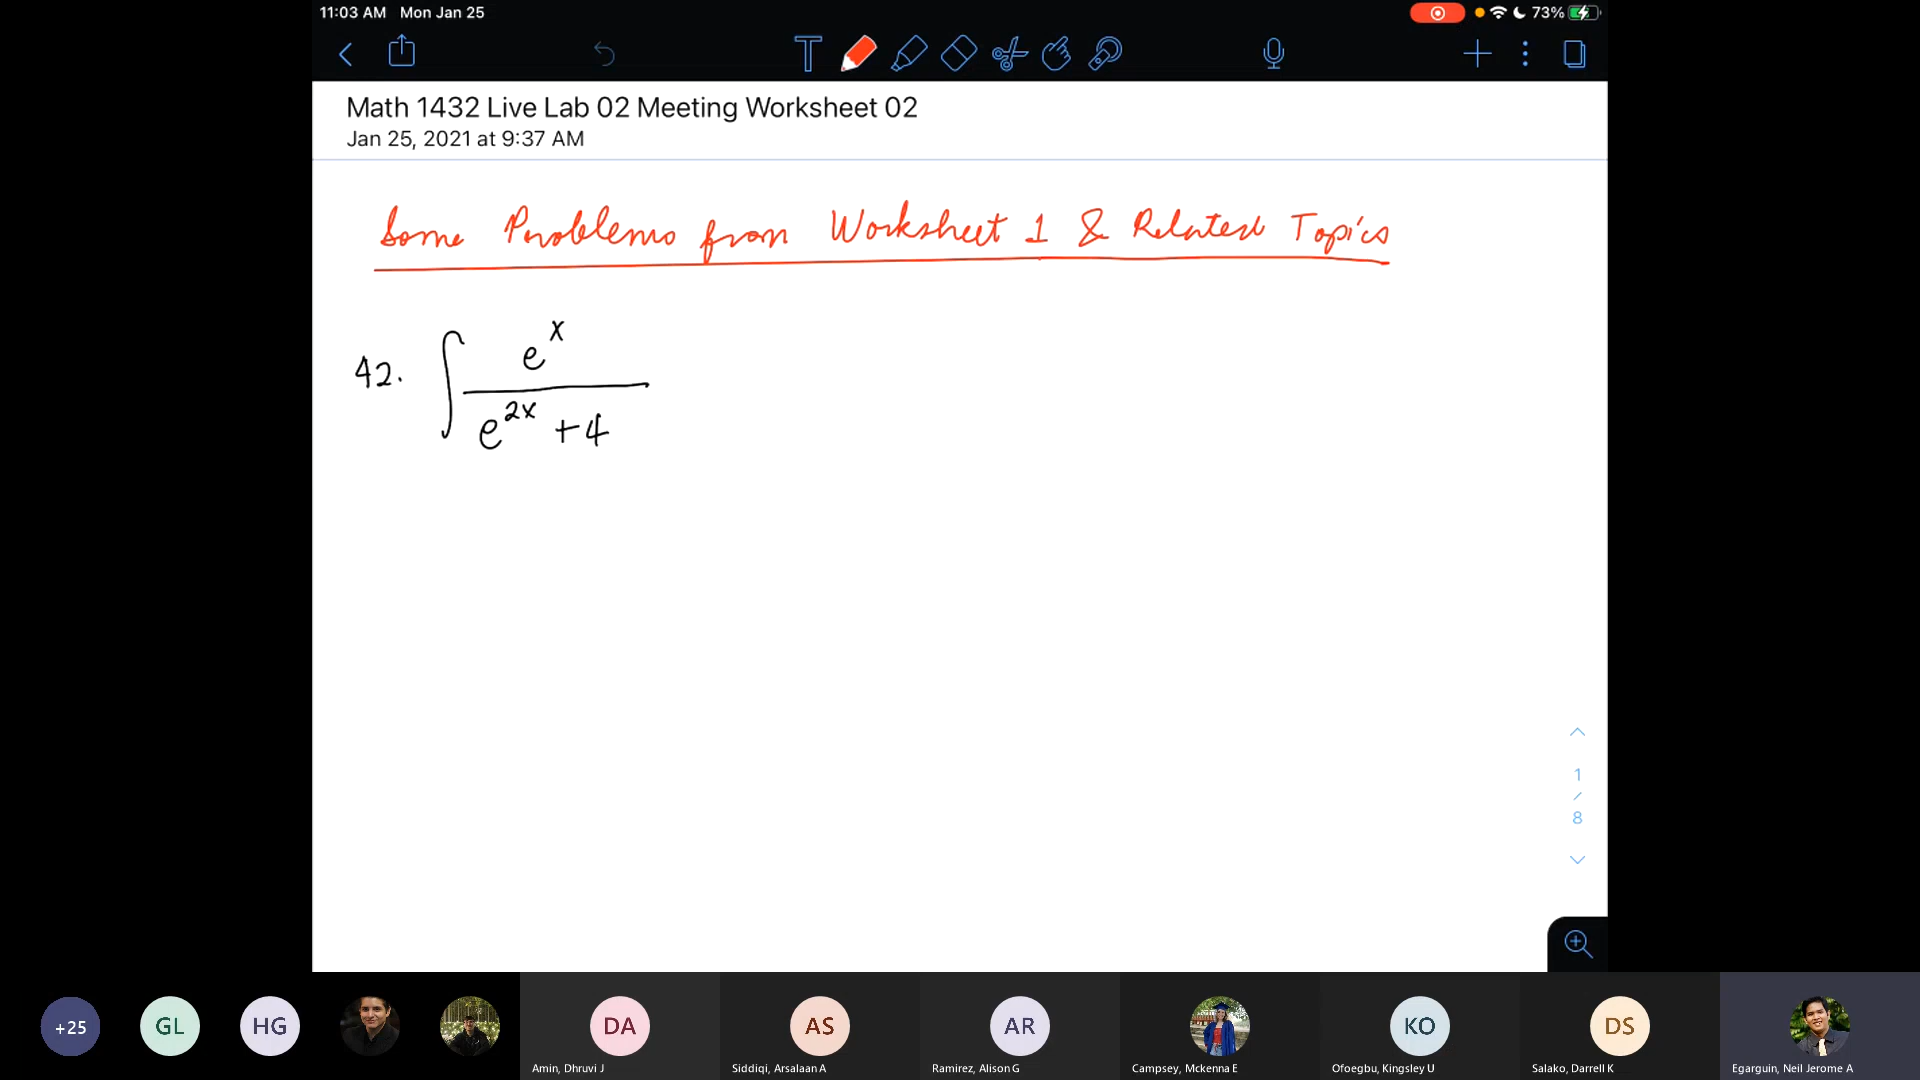 11:03 AM Mon Jan 25
73%
Math 1432 Live Lab 02 Meeting Worksheet 02
Jan 25, 2021 at 9:37 AM
Some Problems from Worksheet 1 & Related Topics
42. ∫ e^x / (e^{2x} + 4)
1
/
8
+25
GL
HG
DA
AS
AR
KO
DS
Amin, Dhruvi J
Siddiqi, Arsalaan A
Ramirez, Alison G
Campsey, Mckenna E
Ofoegbu, Kingsley U
Salako, Darrell K
Egarguin, Neil Jerome A